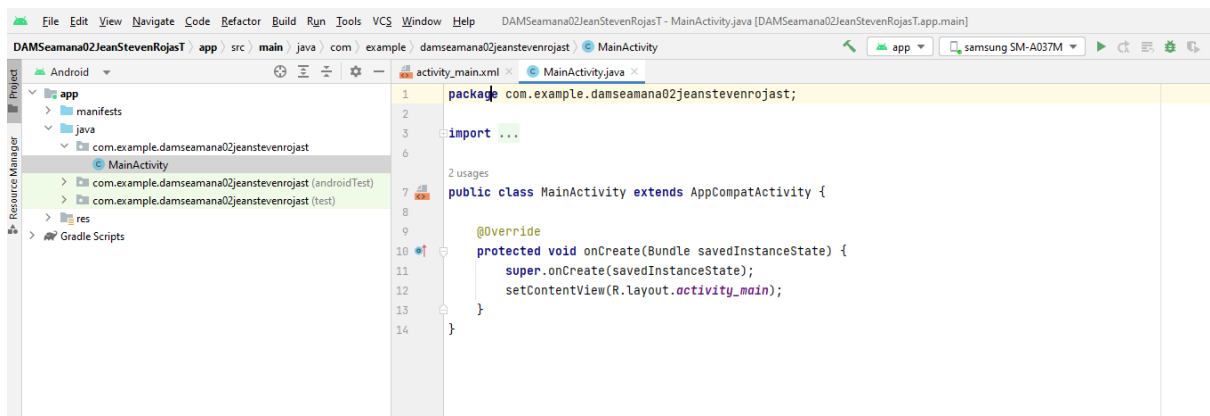 File Edit View Navigate Code Refactor Build Run Tools VCS Window Help DAMSeamana02JeanStevenRojasT - MainActivity.java [DAMSeamana02JeanStevenRojasT.app.main]
DAMSeamana02JeanStevenRojasT app src main java com example damseamana02jeanstevenrojast MainActivity app samsung SM-A037M
Project
Resource Manager
Android
app
manifests
java
com.example.damseamana02jeanstevenrojast
MainActivity
com.example.damseamana02jeanstevenrojast (androidTest)
com.example.damseamana02jeanstevenrojast (test)
res
Gradle Scripts
activity_main.xml MainActivity.java
1 package com.example.damseamana02jeanstevenrojast;
2
3 import ...
6
2 usages
7 public class MainActivity extends AppCompatActivity {
8
9 @Override
10 protected void onCreate(Bundle savedInstanceState) {
11 super.onCreate(savedInstanceState);
12 setContentView(R.layout.activity_main);
13 }
14 }